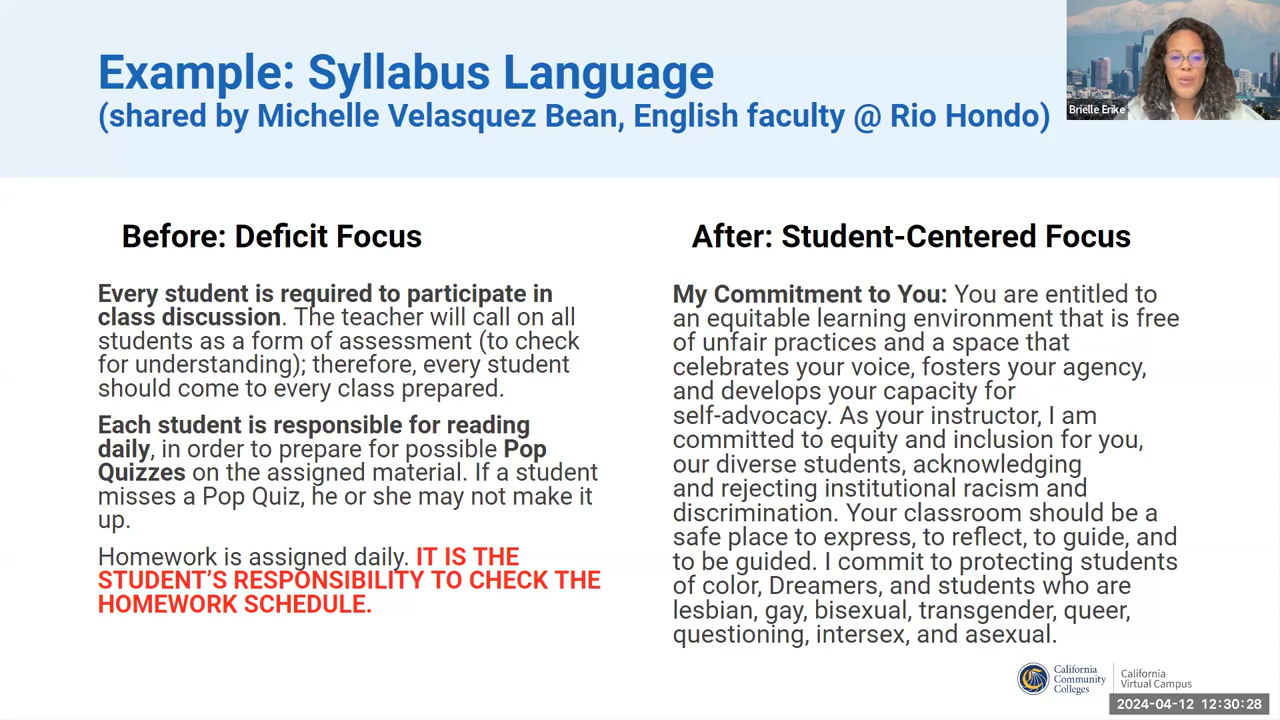 Example: Syllabus Language
(shared by Michelle Velasquez Bean, English faculty @ Rio Hondo)
Brielle Erike
Before: Deficit Focus
Every student is required to participate in
class discussion. The teacher will call on all
students as a form of assessment (to check
for understanding); therefore, every student
should come to every class prepared.
Each student is responsible for reading
daily, in order to prepare for possible Pop
Quizzes on the assigned material. If a student
misses a Pop Quiz, he or she may not make it
up.
Homework is assigned daily. IT IS THE
STUDENT’S RESPONSIBILITY TO CHECK THE
HOMEWORK SCHEDULE.
After: Student-Centered Focus
My Commitment to You: You are entitled to
an equitable learning environment that is free
of unfair practices and a space that
celebrates your voice, fosters your agency,
and develops your capacity for
self-advocacy. As your instructor, I am
committed to equity and inclusion for you,
our diverse students, acknowledging
and rejecting institutional racism and
discrimination. Your classroom should be a
safe place to express, to reflect, to guide, and
to be guided. I commit to protecting students
of color, Dreamers, and students who are
lesbian, gay, bisexual, transgender, queer,
questioning, intersex, and asexual.
California
Community
Colleges
California
Virtual Campus
2024-04-12 12:30:28